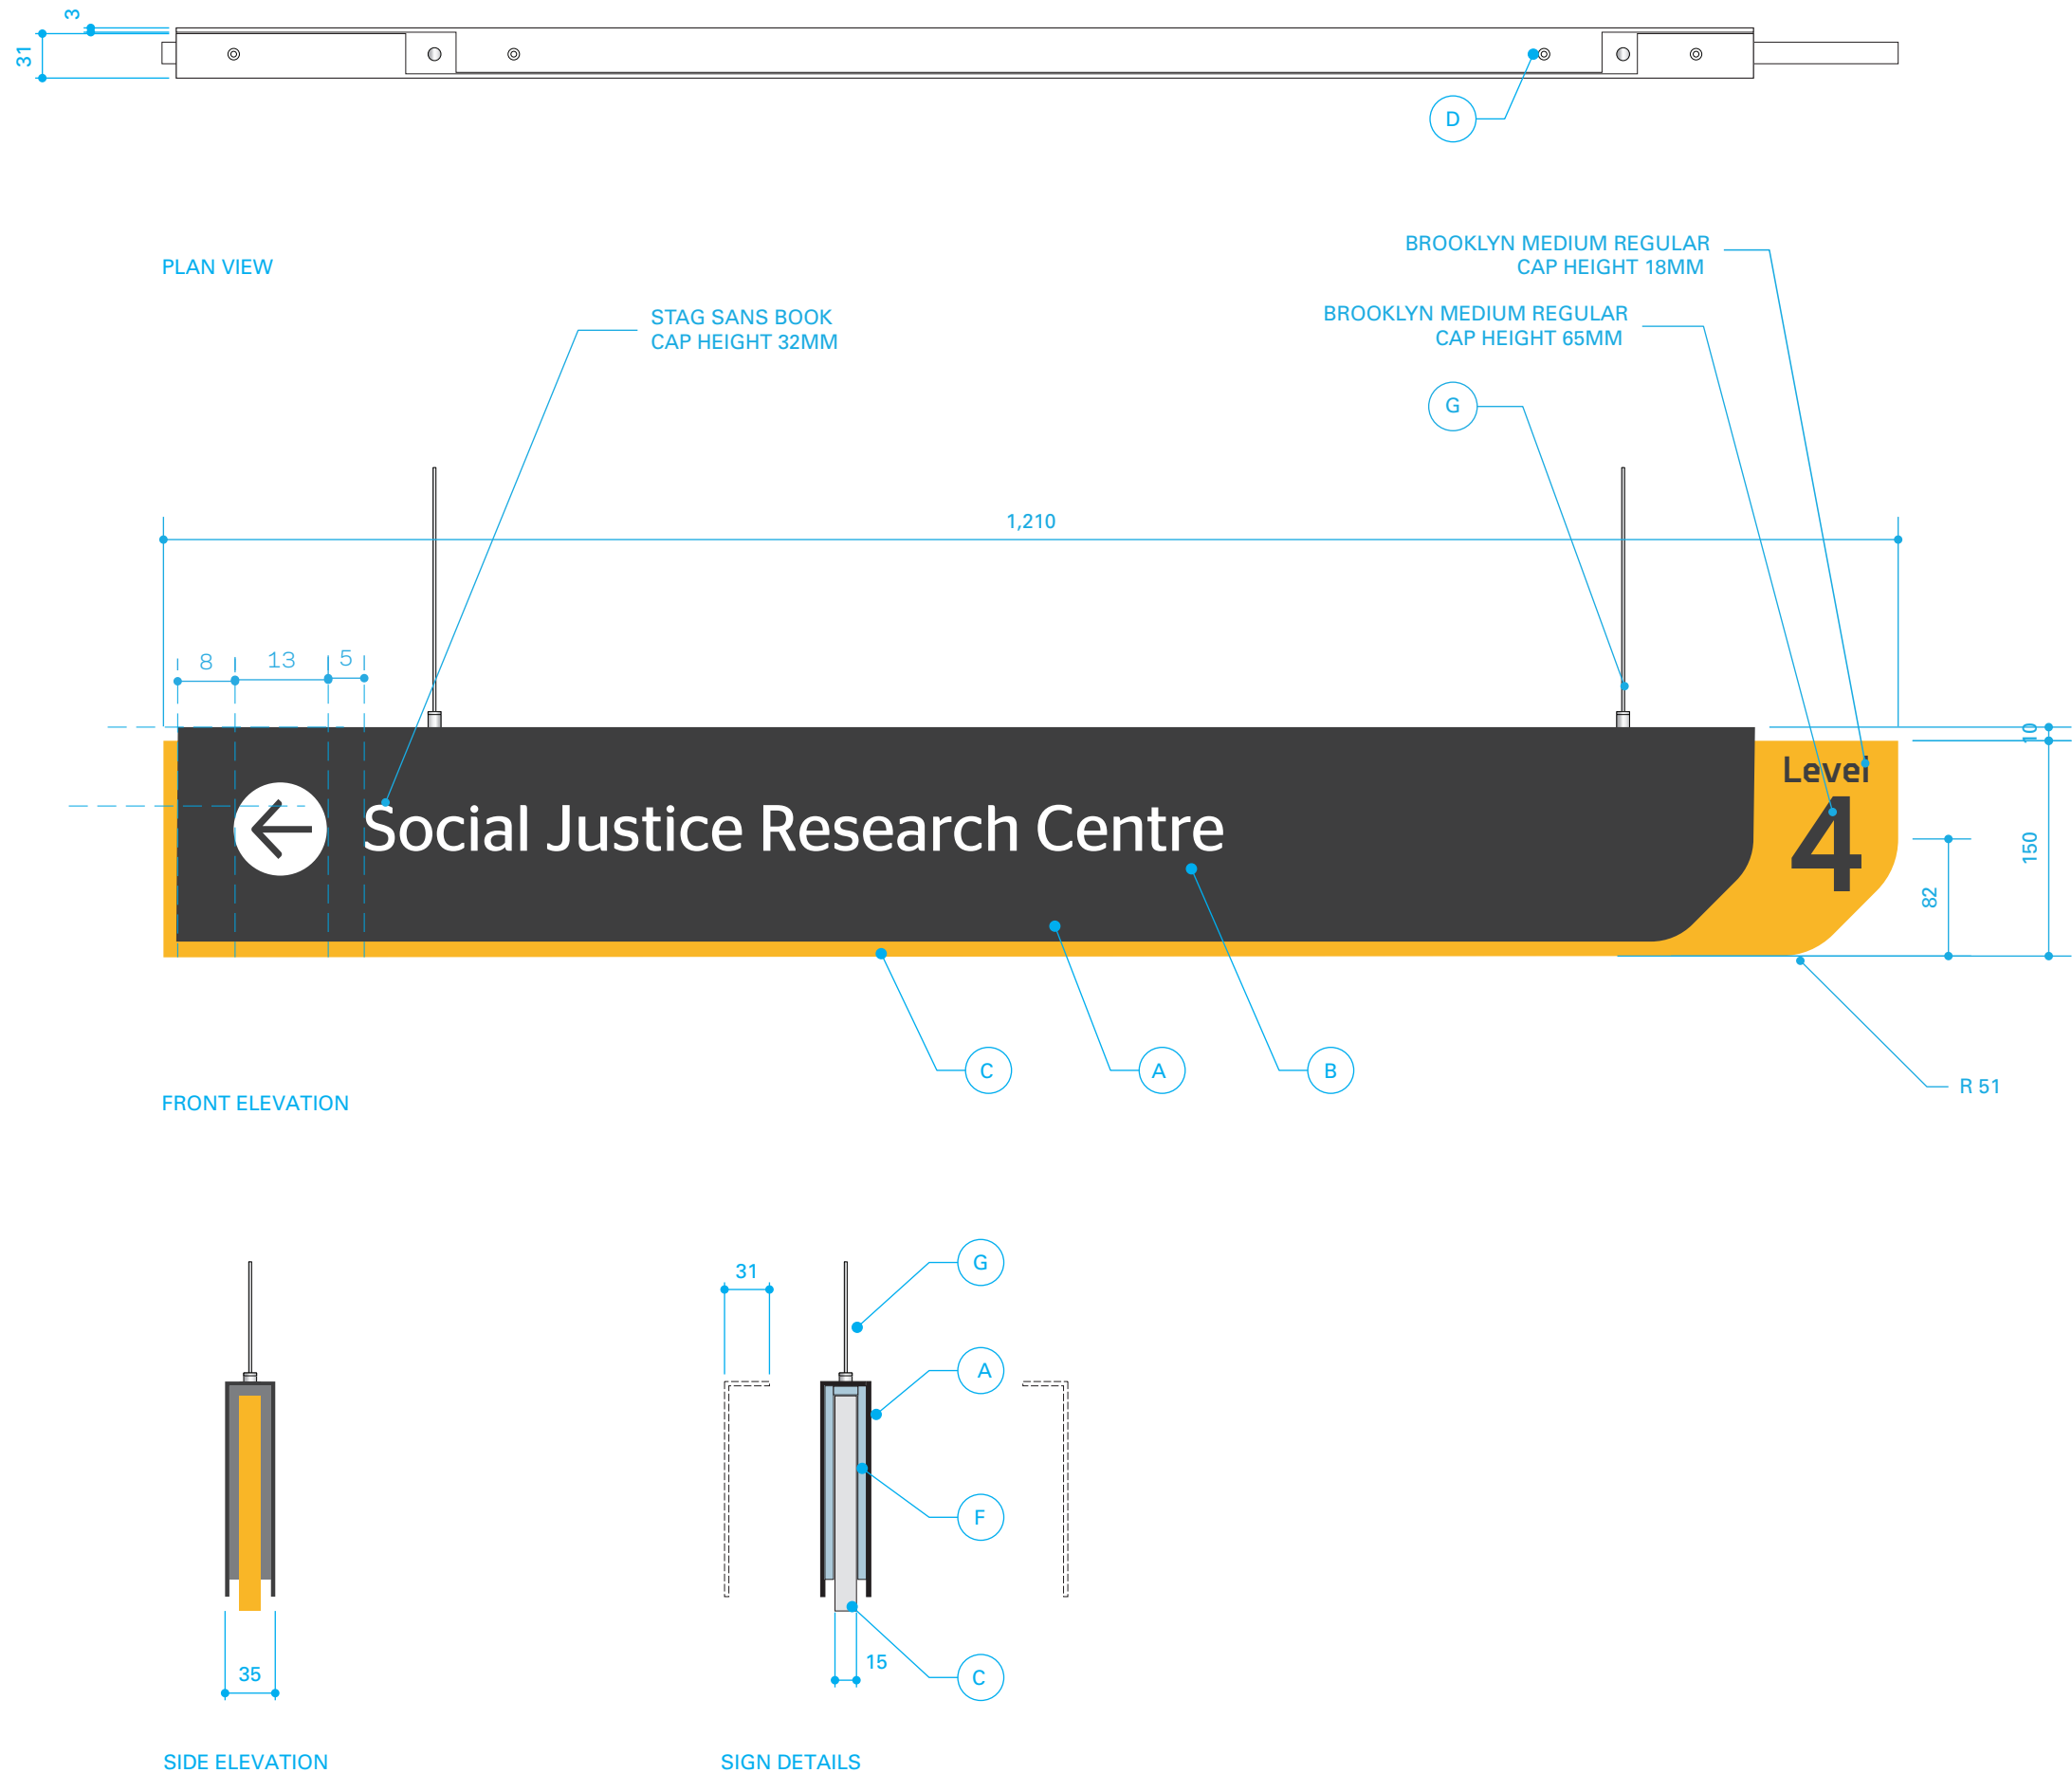 3
31
D
PLAN VIEW
BROOKLYN MEDIUM REGULAR
CAP HEIGHT 18MM
STAG SANS BOOK
CAP HEIGHT 32MM
BROOKLYN MEDIUM REGULAR
CAP HEIGHT 65MM
G
1,210
8
13
5
10
Level
4
Social Justice Research Centre
150
82
C
A
B
R 51
FRONT ELEVATION
G
31
A
F
15
C
35
SIDE ELEVATION
SIGN DETAILS